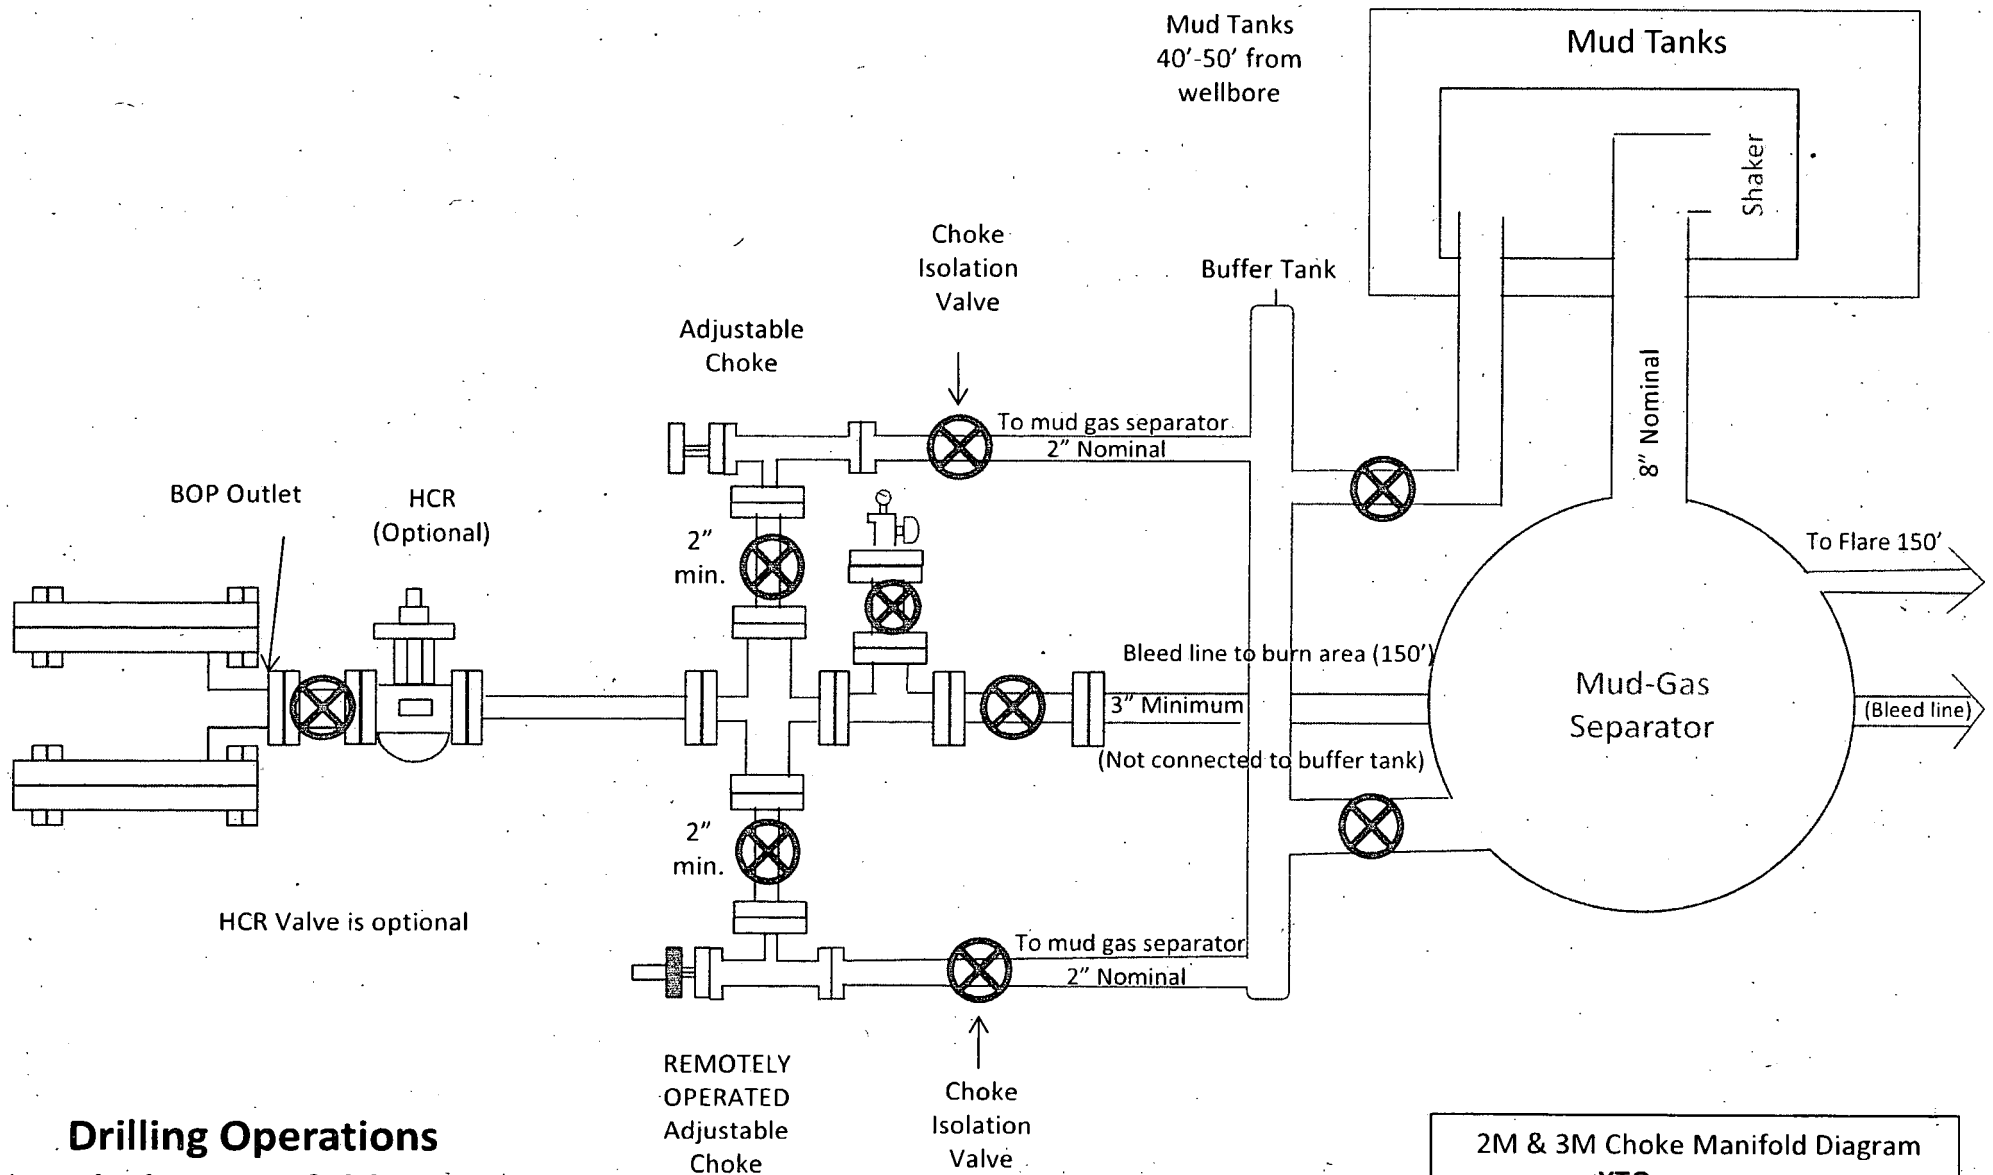 Mud Tanks
40'-50' from
wellbore
Mud Tanks
Shaker
Choke
Isolation
Valve
Buffer Tank
Adjustable
Choke
To mud gas separator
2" Nominal
8" Nominal
BOP Outlet
HCR
(Optional)
2"
min.
To Flare 150'
Bleed line to burn area (150')
3" Minimum
(Not connected to buffer tank)
Mud-Gas
Separator
(Bleed line)
2"
min.
HCR Valve is optional
To mud gas separator
2" Nominal
REMOTELY
OPERATED
Adjustable
Choke
Choke
Isolation
Valve
Drilling Operations
2M & 3M Choke Manifold Diagram
XTO